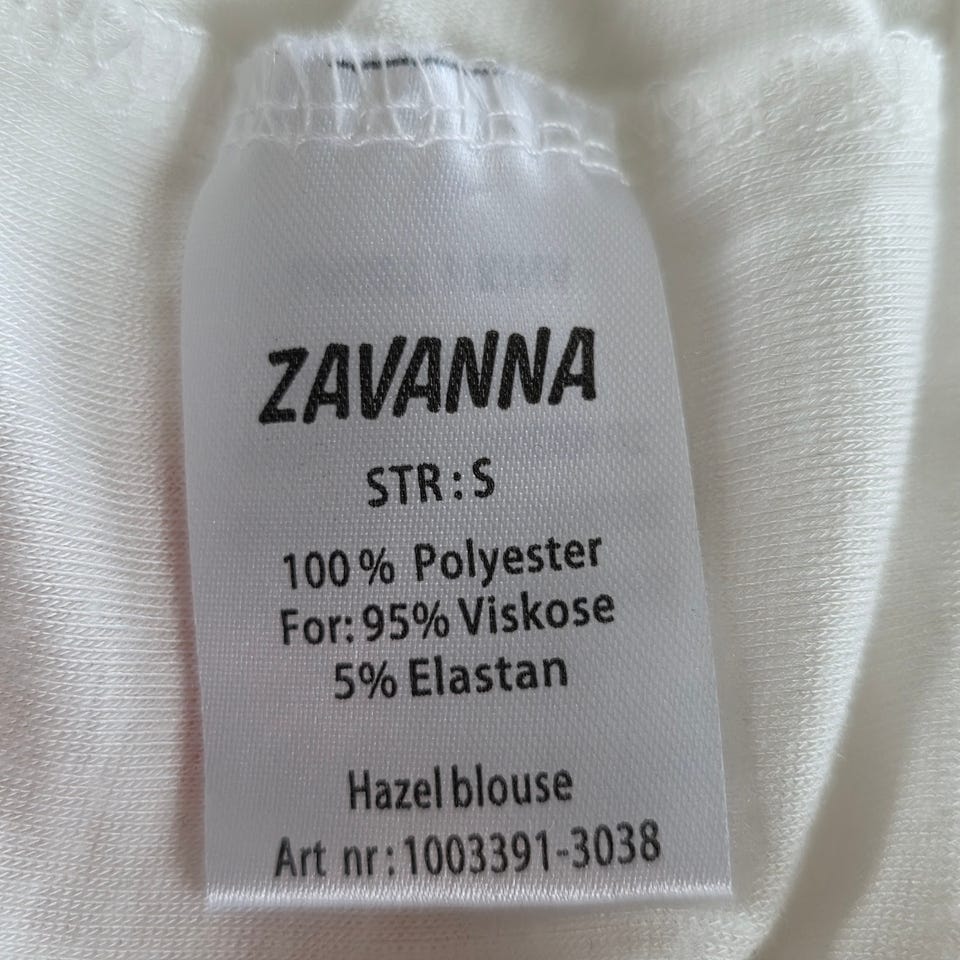 ZAVANNA
STR:S
100% Polyester
For: 95% Viskose
5% Elastan
Hazel blouse
Art nr: 1003391-3038